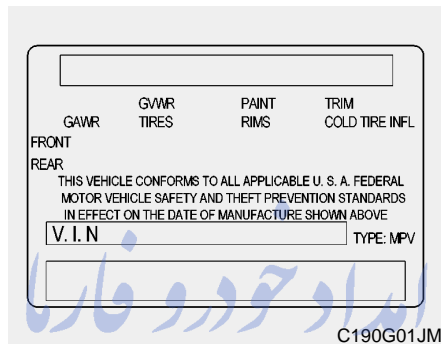 GVWR PAINT TRIM
GAWR TIRES RIMS COLD TIRE INFL
FRONT
REAR
THIS VEHICLE CONFORMS TO ALL APPLICABLE U. S. A. FEDERAL
MOTOR VEHICLE SAFETY AND THEFT PREVENTION STANDARDS
IN EFFECT ON THE DATE OF MANUFACTURE SHOWN ABOVE
V. I. N TYPE: MPV
امداد خودرو فارما
C190G01JM